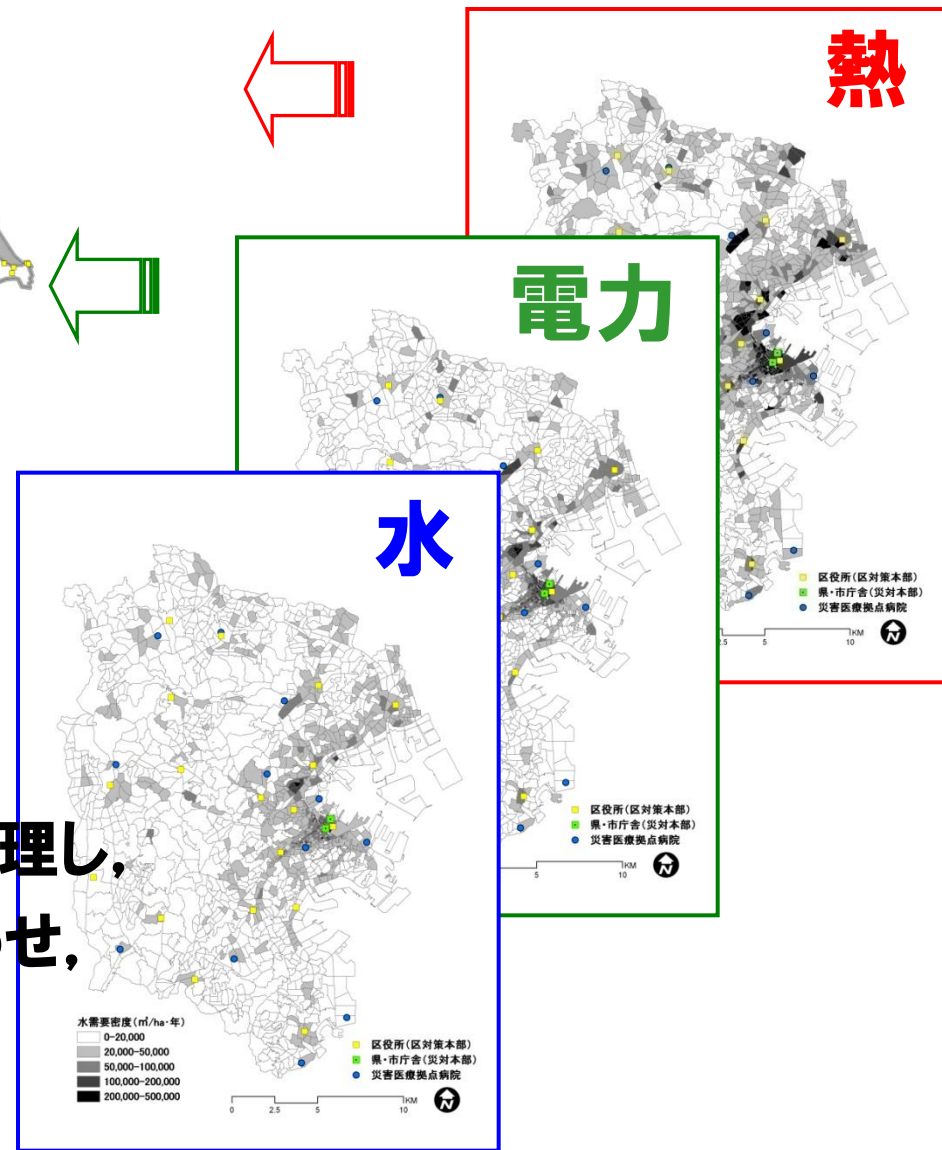 熱
区役所(区対策本部)
県・市庁舎(災対本部)
災害医療拠点病院
2.5 5 10 KM
N
電力
区役所(区対策本部)
県・市庁舎(災対本部)
災害医療拠点病院
5 10 KM
N
水
理し,
わせ,
水需要密度(㎥/ha・年)
0-20,000
20,000-50,000
50,000-100,000
100,000-200,000
200,000-500,000
区役所(区対策本部)
県・市庁舎(災対本部)
災害医療拠点病院
0 2.5 5 10 KM
N